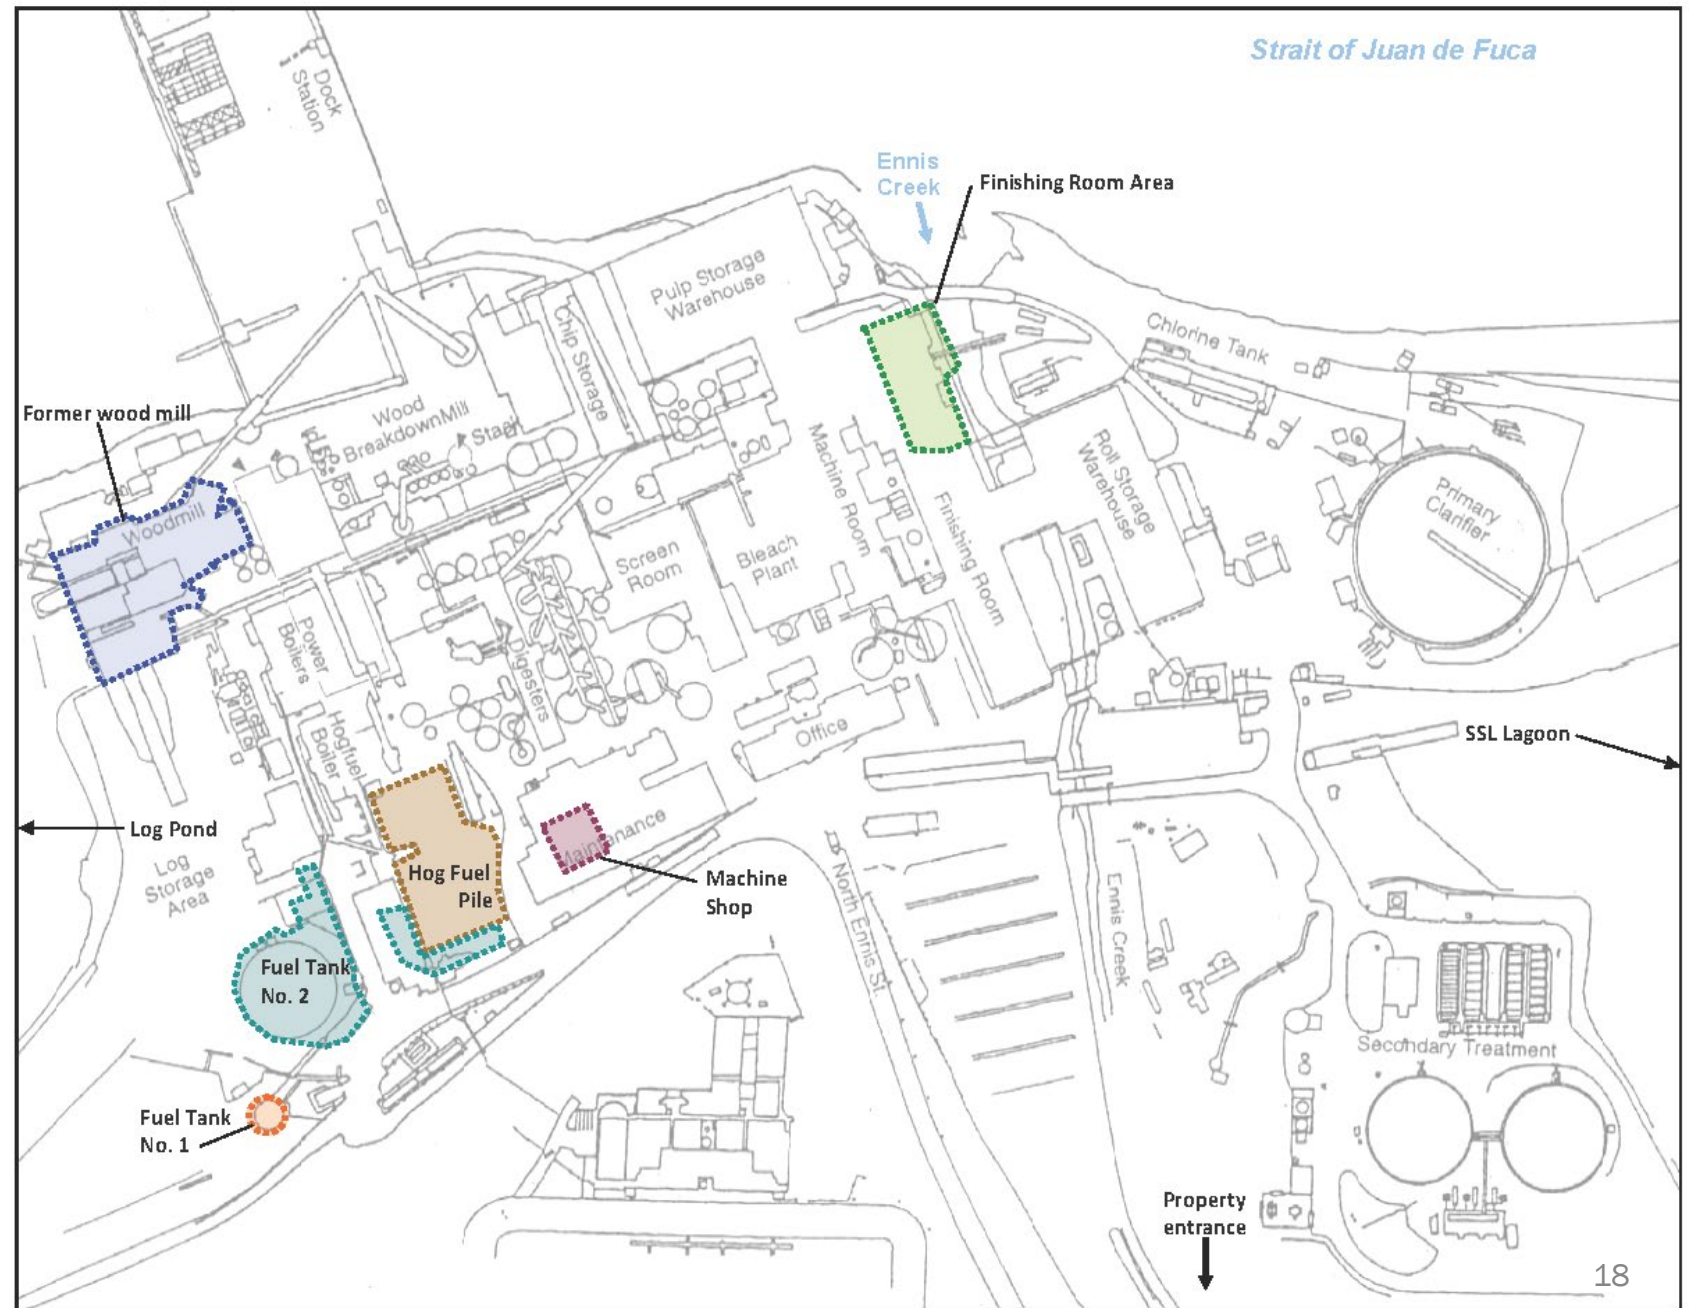 Strait of Juan de Fuca
Dock
Station
Ennis
Creek
Finishing Room Area
Pulp Storage
Warehouse
Chip Storage
Chlorine Tank
Former wood mill
Wood
BreakdownMill
Machine Room
Roll Storage
Warehouse
Primary
Clarifier
Woodmill
Finishing Room
Screen
Room
Bleach
Plant
Power
Boilers
Digesters
Hogfuel
Boiler
Office
SSL Lagoon
Log Pond
Log
Storage
Area
Maintenance
Hog Fuel
Pile
Machine
Shop
North Ennis St.
Ennis Creek
Fuel Tank
No. 2
Secondary Treatment
Fuel Tank
No. 1
Property
entrance
18